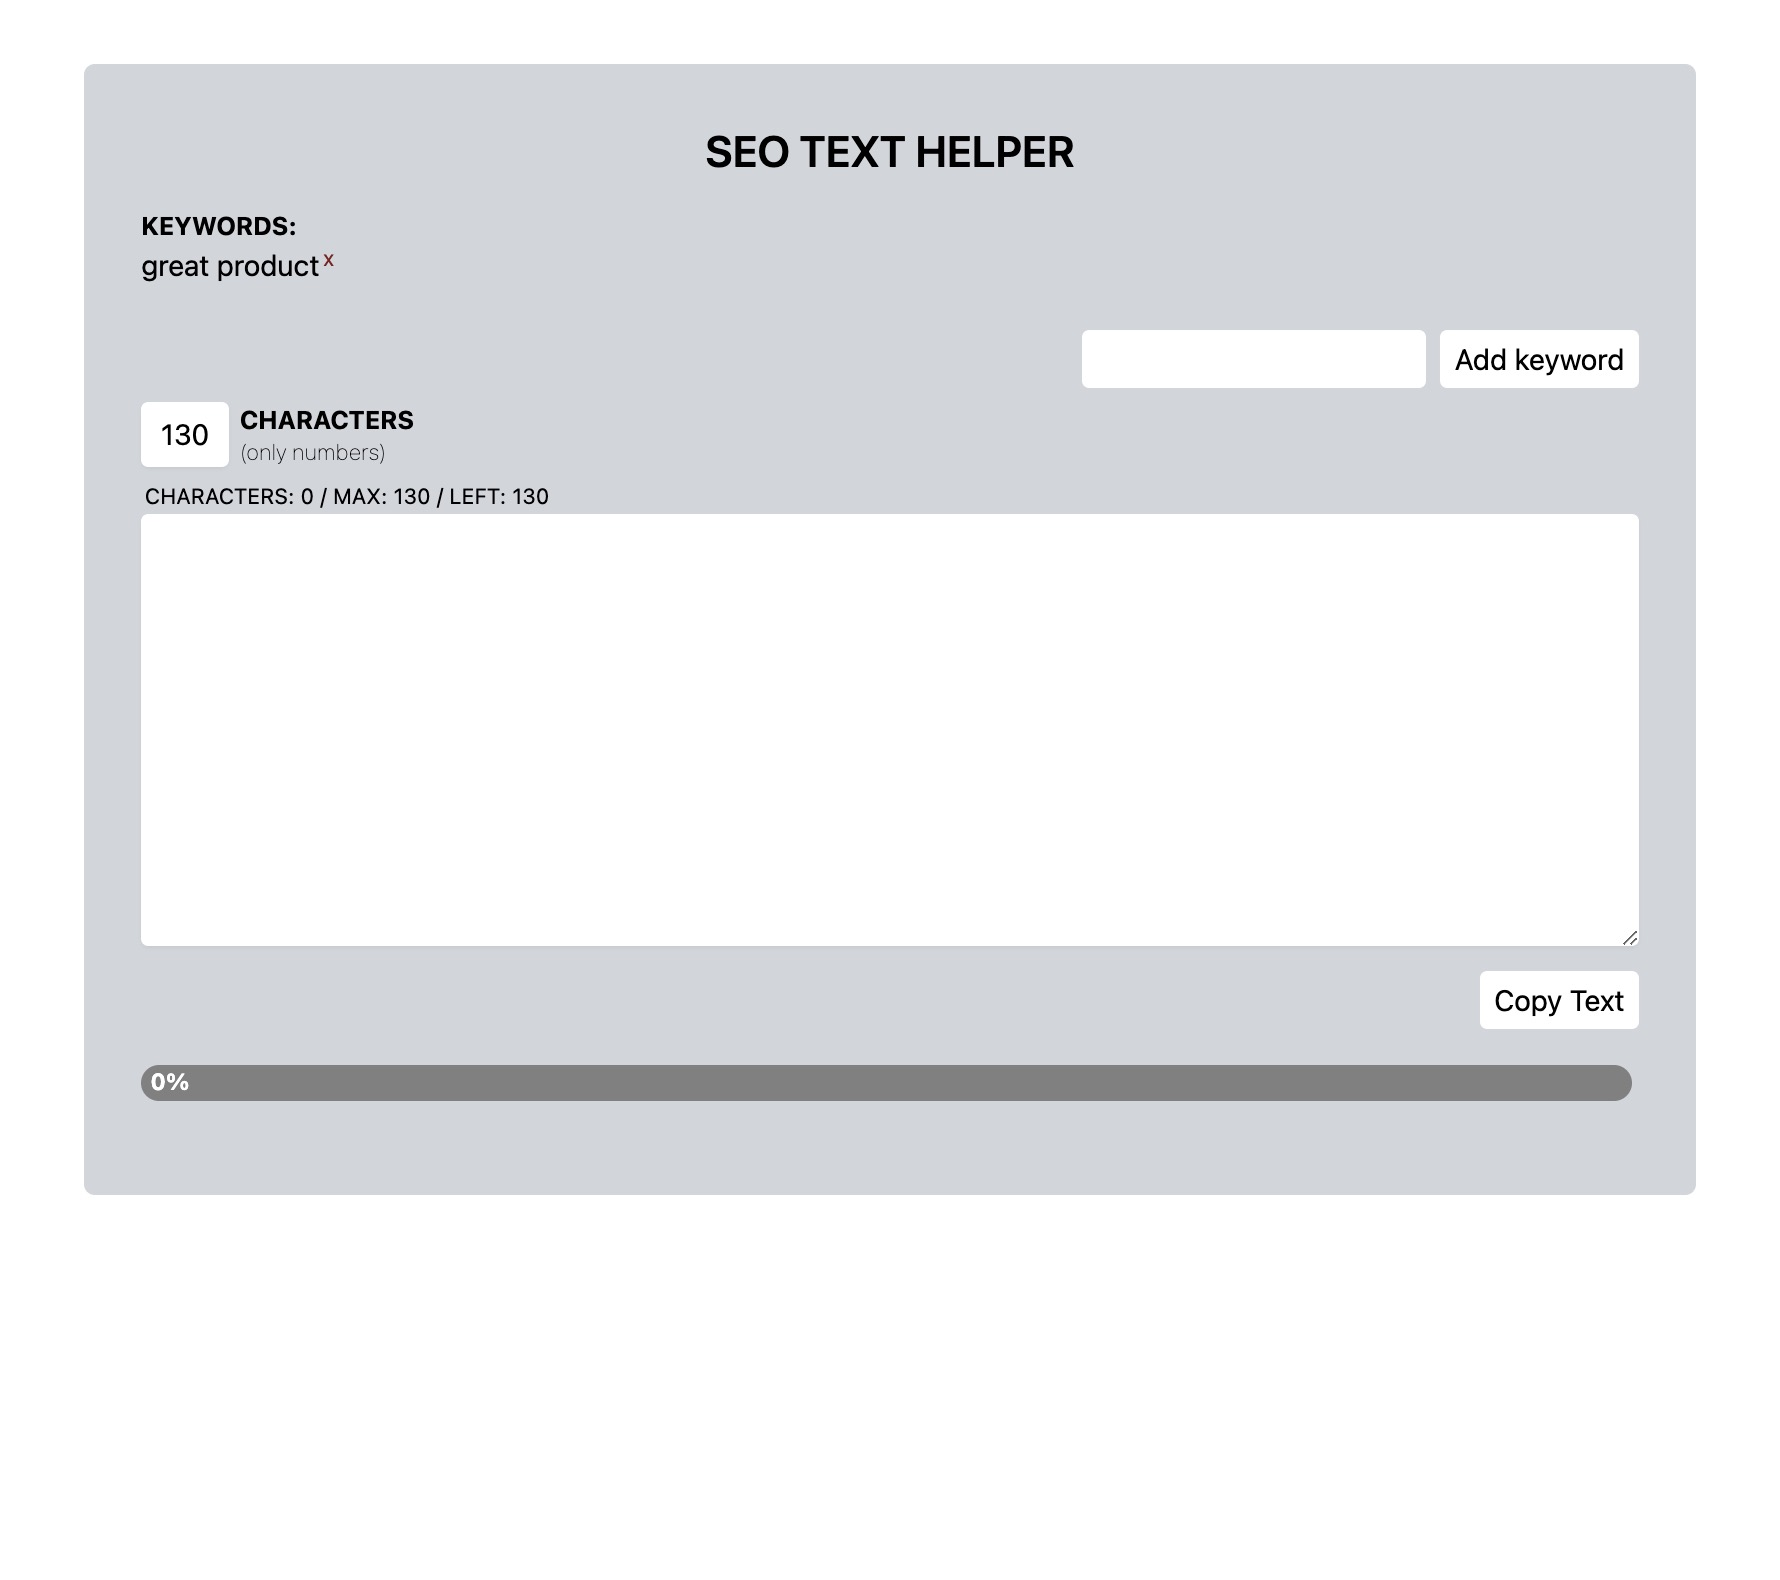 SEO TEXT HELPER
KEYWORDS:
great product x
Add keyword
130 CHARACTERS
(only numbers)
CHARACTERS: 0 / MAX: 130 / LEFT: 130
Copy Text
0%